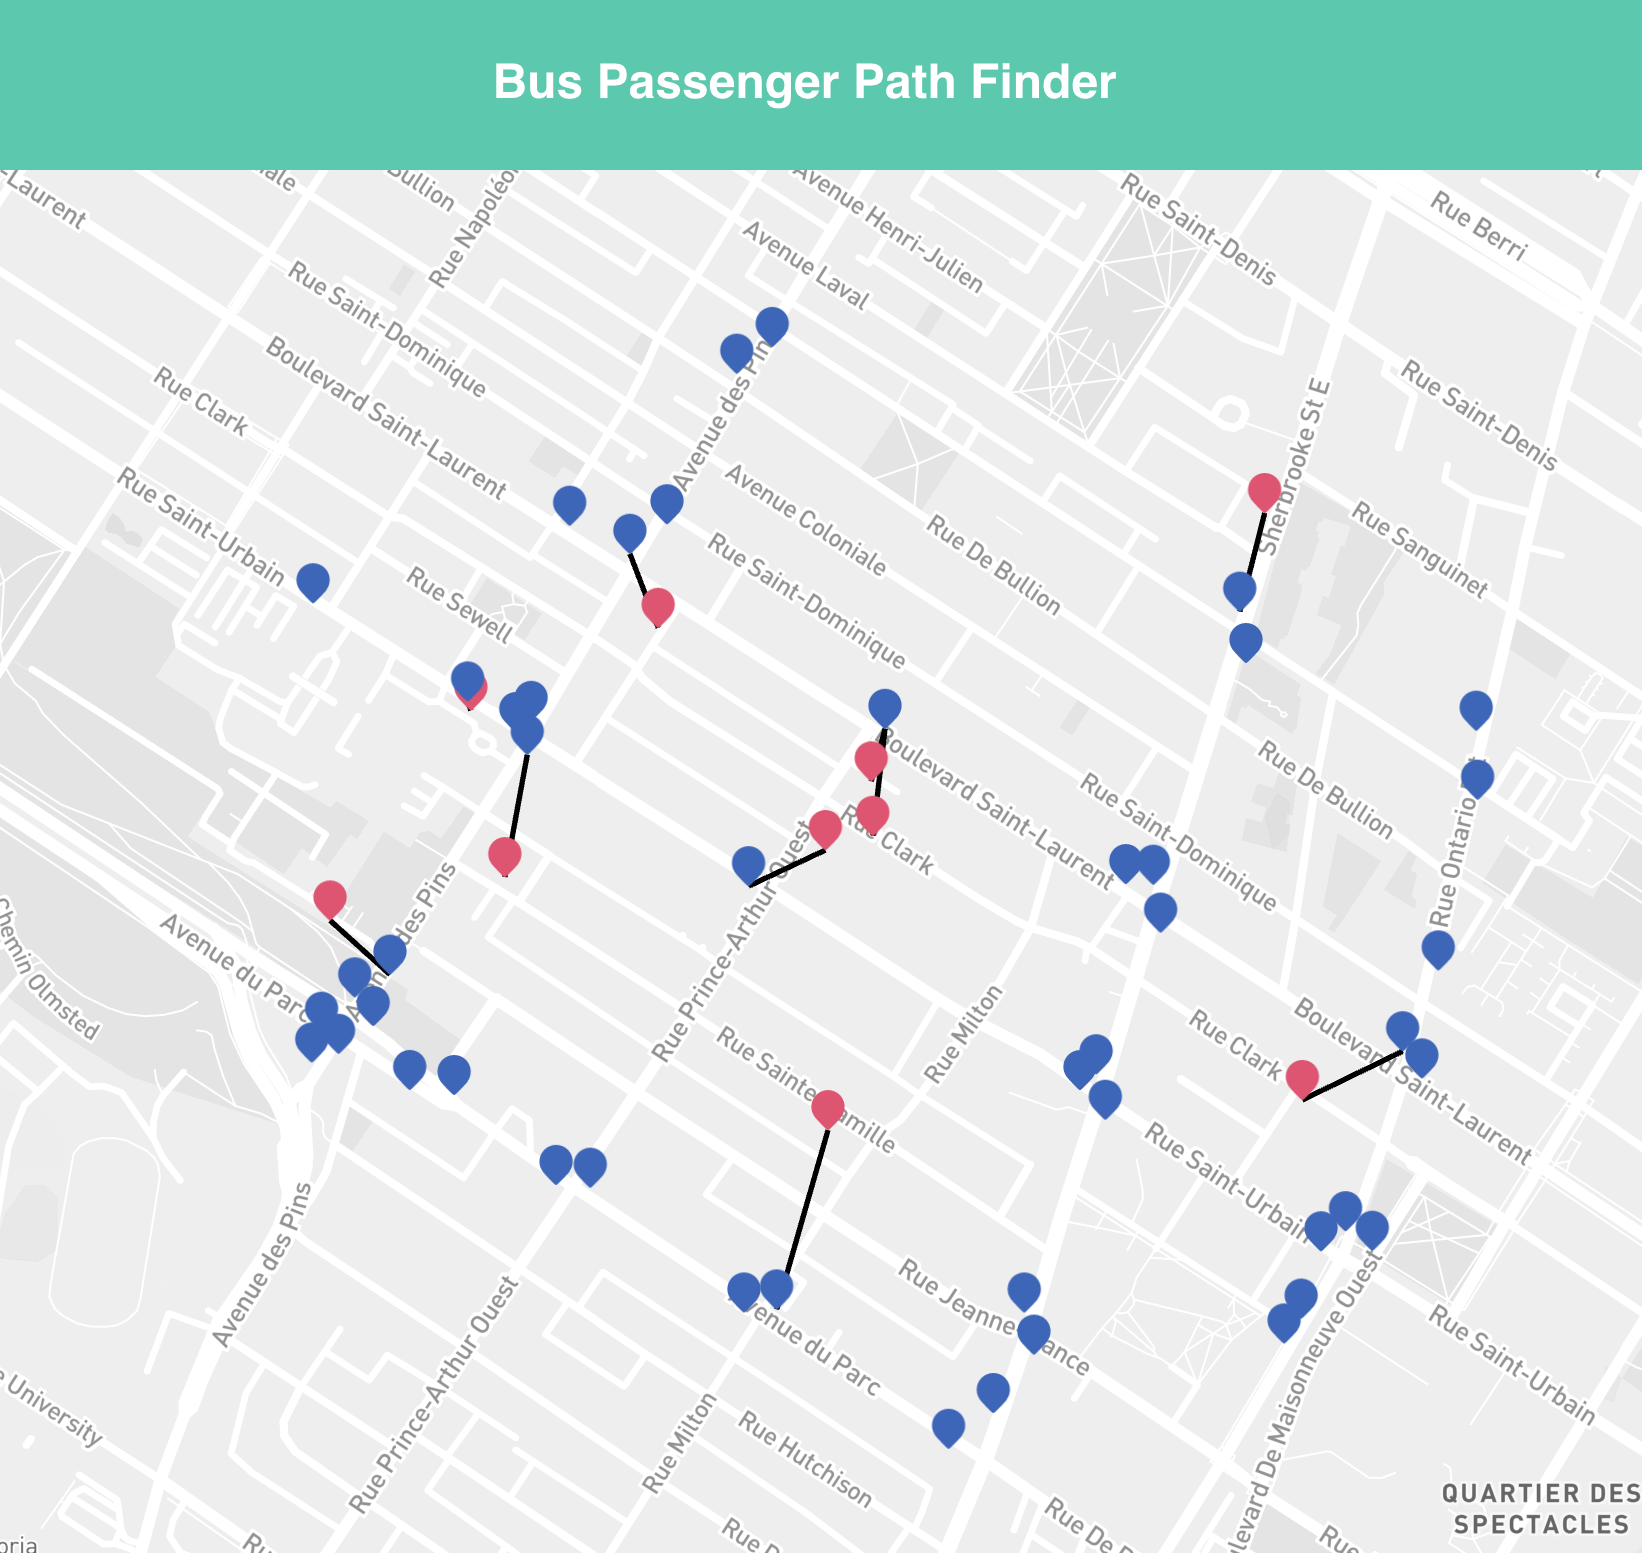 Bus Passenger Path Finder
-Laurent
ale
Bullion
Rue Napoléon
Avenue Henri-Julien
Rue Saint-Denis
Rue Berri
Avenue Laval
Rue Saint-Dominique
Boulevard Saint-Laurent
Rue Clark
Avenue des Pin
Rue Saint-Denis
Sherbrooke St E
Rue Saint-Urbain
Avenue Coloniale
Rue De Bullion
Rue Sanguinet
Rue Saint-Dominique
Rue Sewell
Boulevard Saint-Laurent
Rue Saint-Dominique
Rue De Bullion
Rue Clark
Rue Ontario
Rue Prince-Arthur Ouest
des Pins
Chemin Olmsted
Avenue du Parc
Rue Milton
Rue Clark
Boulevard Saint-Laurent
Rue Sainte-Famille
Rue Saint-Urbain
Avenue des Pins
Rue Prince-Arthur Ouest
Rue Jeanne-Mance
Avenue du Parc
Boulevard De Maisonneuve Ouest
Rue Saint-Urbain
University
Rue Milton
Rue Hutchison
QUARTIER DES
SPECTACLES
Rue De B
Rue D
Rue
Ru
oria